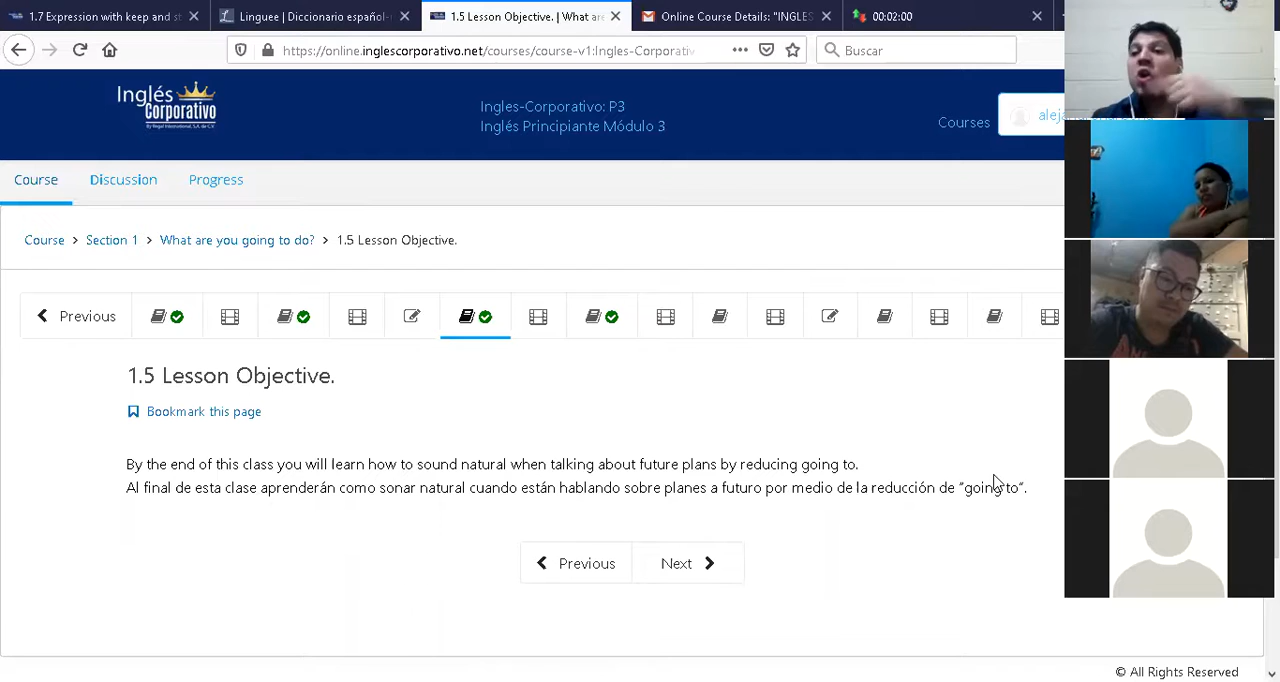 1.7 Expression with keep and st
Linguee | Diccionario español-
1.5 Lesson Objective. | What are
Online Course Details: "INGLES
00:02:00
https://online.inglescorporativo.net/courses/course-v1:Ingles-Corporativ
Buscar
Inglés
Corporativo
Ingles-Corporativo: P3
Inglés Principiante Módulo 3
Courses
Course
Discussion
Progress
Course > Section 1 > What are you going to do? > 1.5 Lesson Objective.
Previous
1.5 Lesson Objective.
Bookmark this page
By the end of this class you will learn how to sound natural when talking about future plans by reducing going to.
Al final de esta clase aprenderán como sonar natural cuando están hablando sobre planes a futuro por medio de la reducción de “going to”.
Previous
Next
© All Rights Reserved